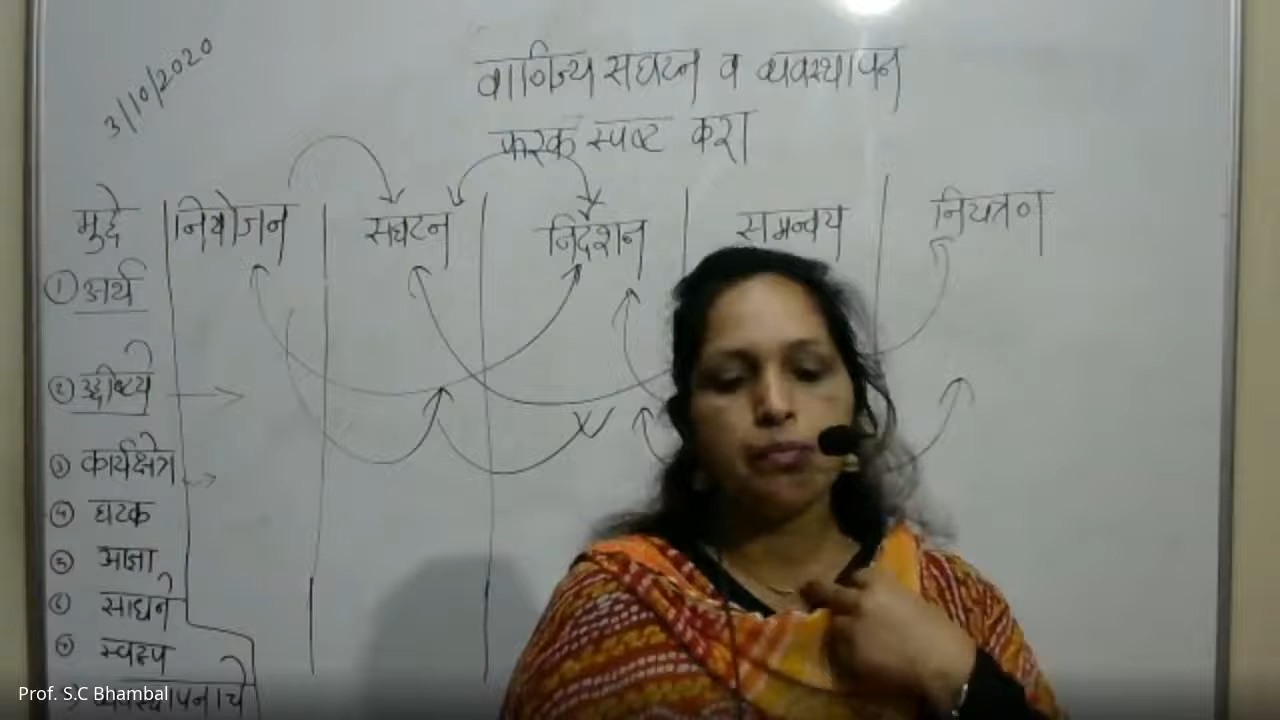 3/10/2020
वाणिज्य संघटन व व्यवस्थापन
फरक स्पष्ट करा
मुद्दे नियोजन संघटन निर्देशन समन्वय नियंत्रण
① अर्थ
② उद्दीष्ट्ये
③ कार्यक्षेत्र
④ घटक
⑤ आज्ञा
⑥ साधने
⑦ स्वरूप
व्यवस्थापनाचे
Prof. S.C Bhambal